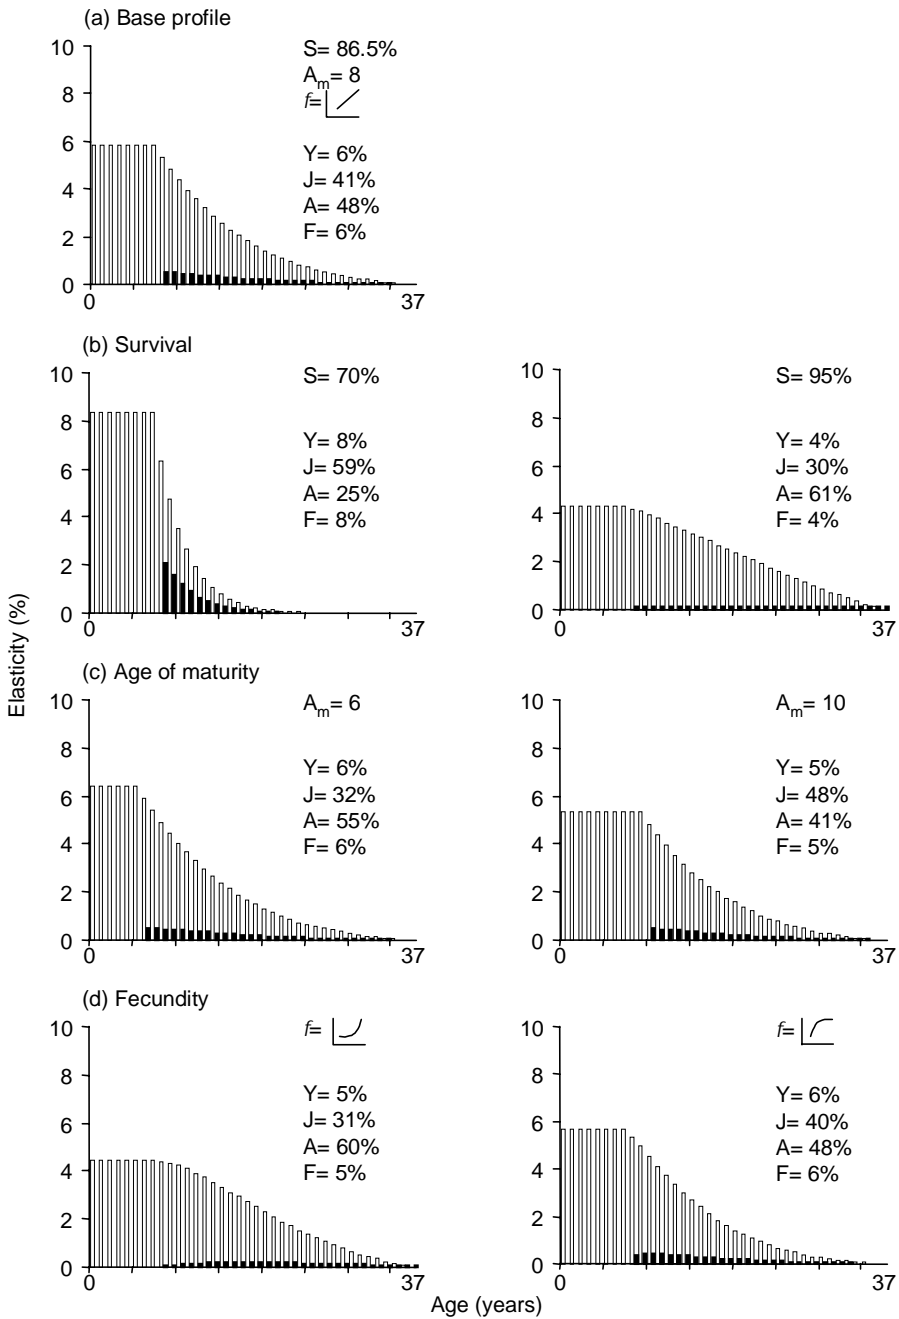 (a) Base profile
10
8
6
4
2
0
S= 86.5%
Am= 8
f=
Y= 6%
J= 41%
A= 48%
F= 6%
0 37
(b) Survival
10
8
6
4
2
0
S= 70%
Y= 8%
J= 59%
A= 25%
F= 8%
0 37
10
8
6
4
2
0
S= 95%
Y= 4%
J= 30%
A= 61%
F= 4%
0 37
Elasticity (%)
(c) Age of maturity
10
8
6
4
2
0
Am= 6
Y= 6%
J= 32%
A= 55%
F= 6%
0 37
10
8
6
4
2
0
Am= 10
Y= 5%
J= 48%
A= 41%
F= 5%
0 37
(d) Fecundity
10
8
6
4
2
0
f=
Y= 5%
J= 31%
A= 60%
F= 5%
0 37
10
8
6
4
2
0
f=
Y= 6%
J= 40%
A= 48%
F= 6%
0 37
Age (years)